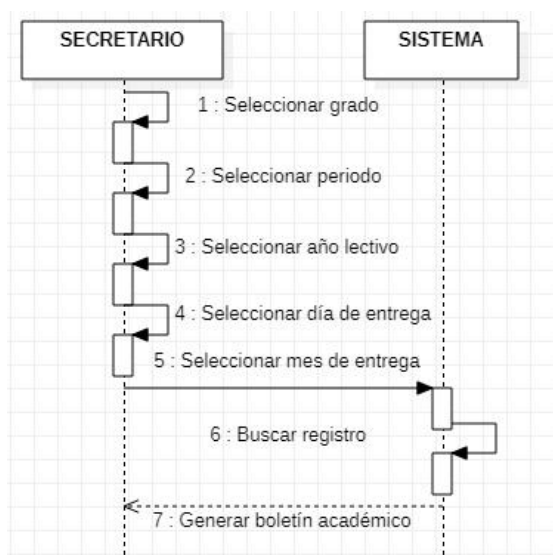 SECRETARIO
SISTEMA
1 : Seleccionar grado
2 : Seleccionar periodo
3 : Seleccionar año lectivo
4 : Seleccionar día de entrega
5 : Seleccionar mes de entrega
6 : Buscar registro
7 : Generar boletín académico